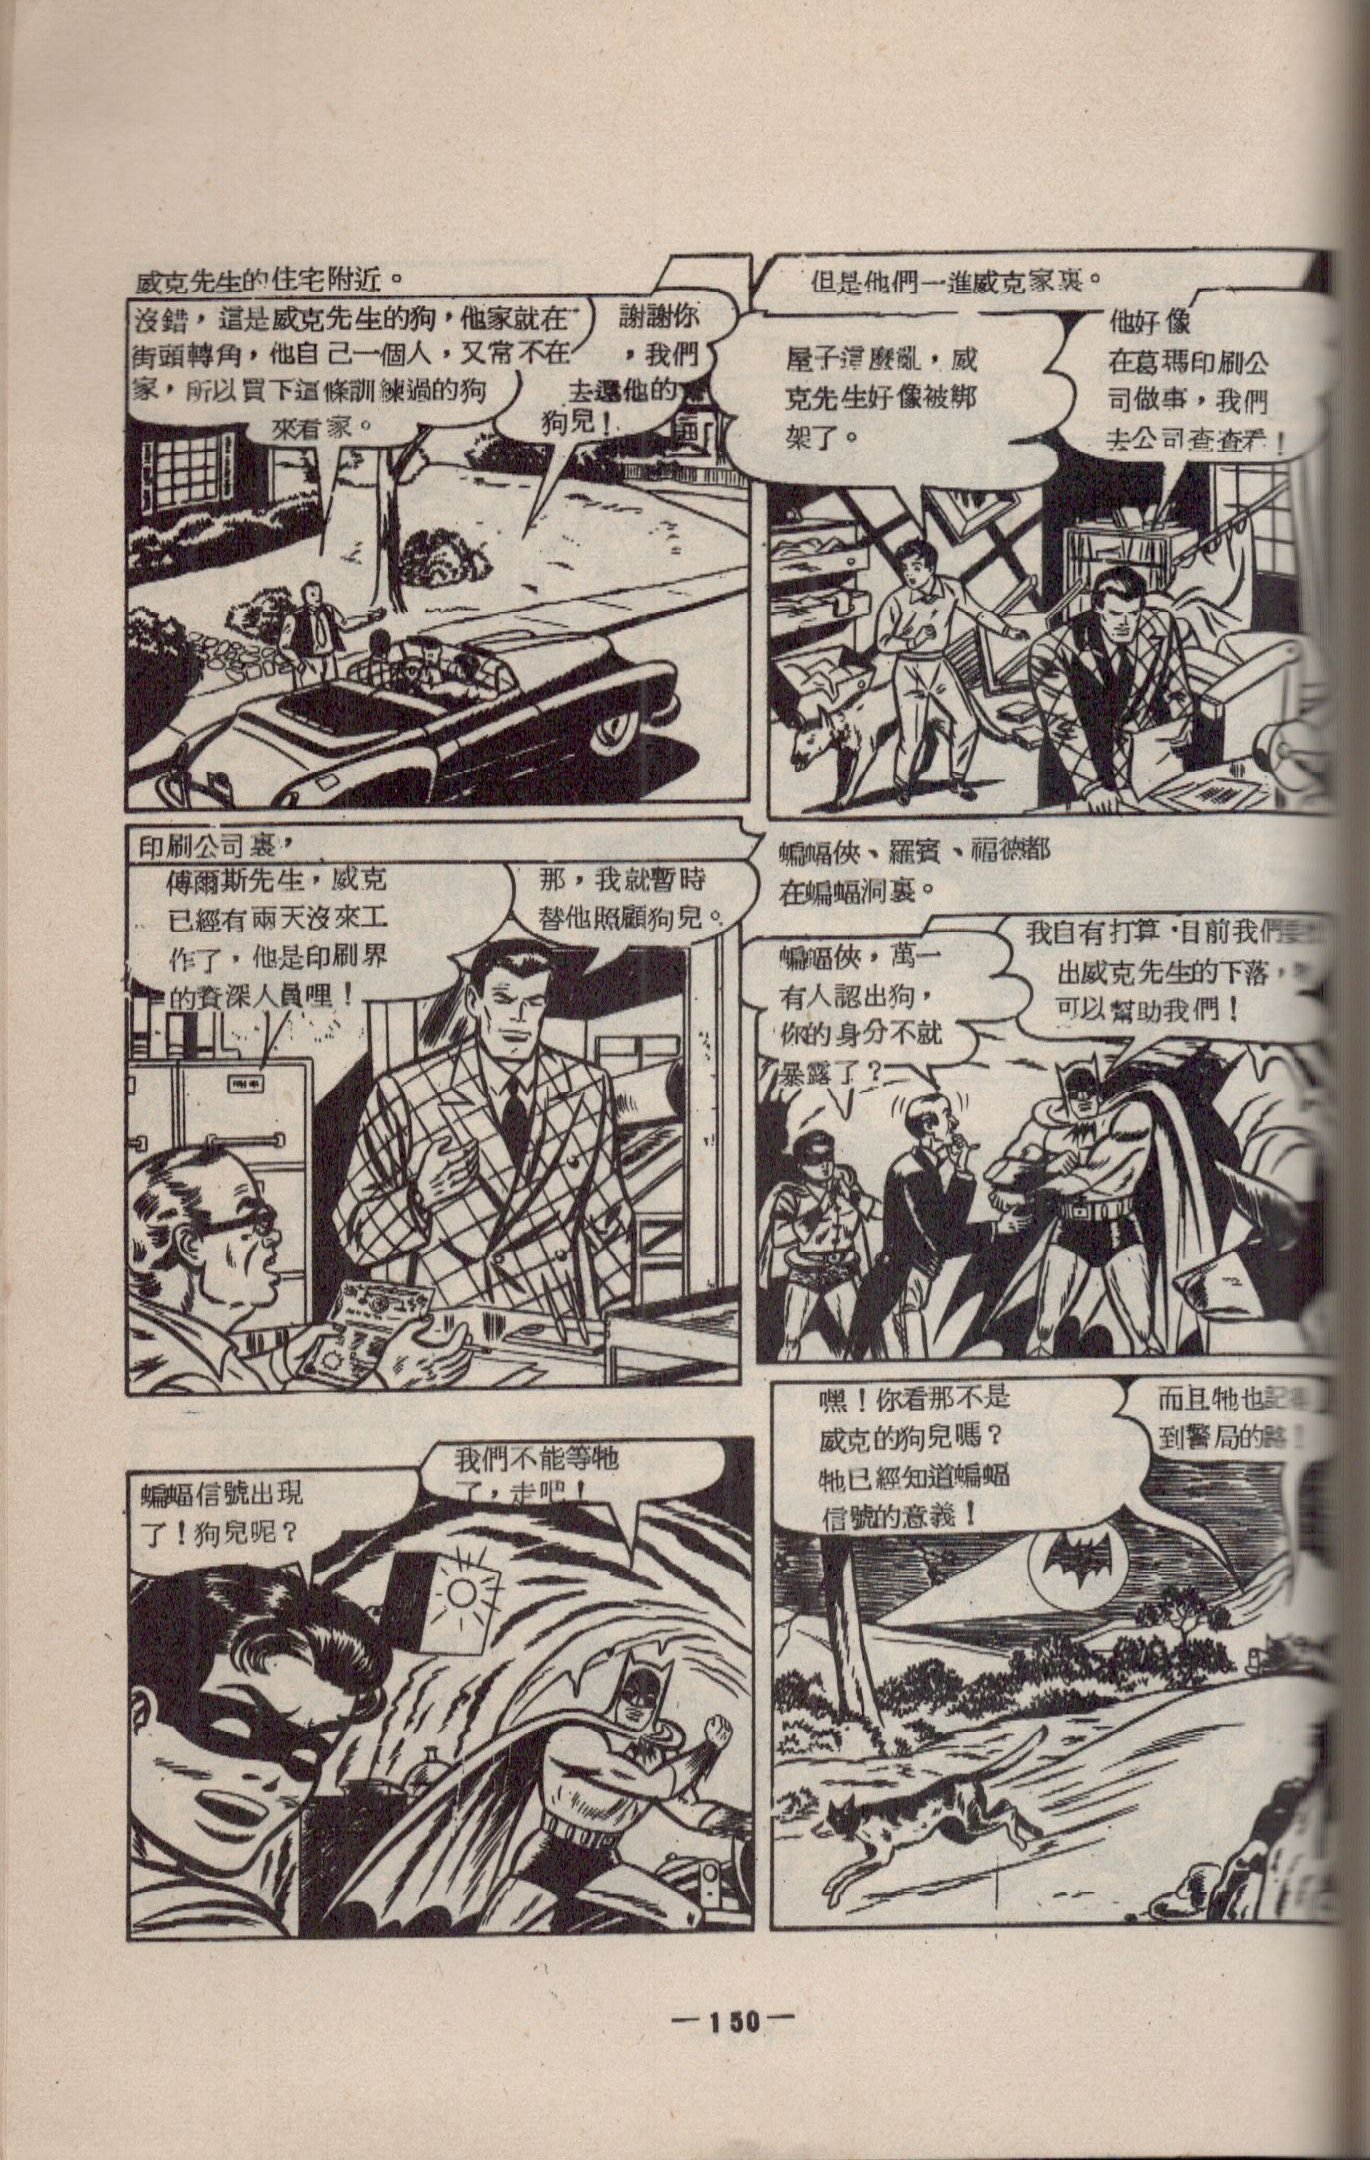 威克先生的住宅附近。
沒錯，這是威克先生的狗，他家就在
街頭轉角，他自己一個人，又常不在
家，所以買下這條訓練過的狗
來看家。
謝謝你
，我們
去還他的
狗兒！
但是他們一進威克家裏。
屋子這麼亂，威
克先生好像被綁
架了。
他好像
在葛瑪印刷公
司做事，我們
去公司查查看！
印刷公司裏，
傅爾斯先生，威克
已經有兩天沒來工
作了，他是印刷界
的資深人員哩！
那，我就暫時
替他照顧狗兒。
蝙蝠俠、羅賓、福德都
在蝙蝠洞裏。
蝙蝠俠，萬一
有人認出狗，
你的身分不就
暴露了？
我自有打算．目前我們要
出威克先生的下落，
可以幫助我們！
蝙蝠信號出現
了！狗兒呢？
我們不能等牠
了，走吧！
嘿！你看那不是
威克的狗兒嗎？
牠已經知道蝙蝠
信號的意義！
而且牠也記得
到警局的路！
—150—